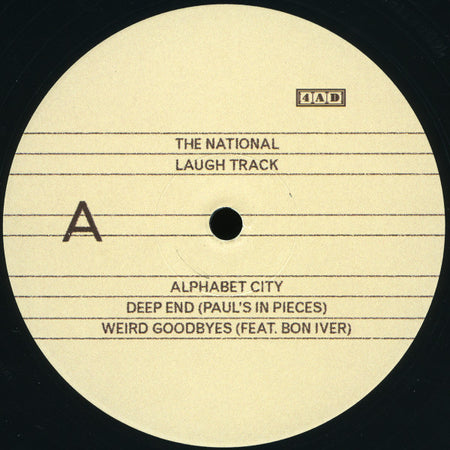 4AD
THE NATIONAL
LAUGH TRACK
A
ALPHABET CITY
DEEP END (PAUL'S IN PIECES)
WEIRD GOODBYES (FEAT. BON IVER)